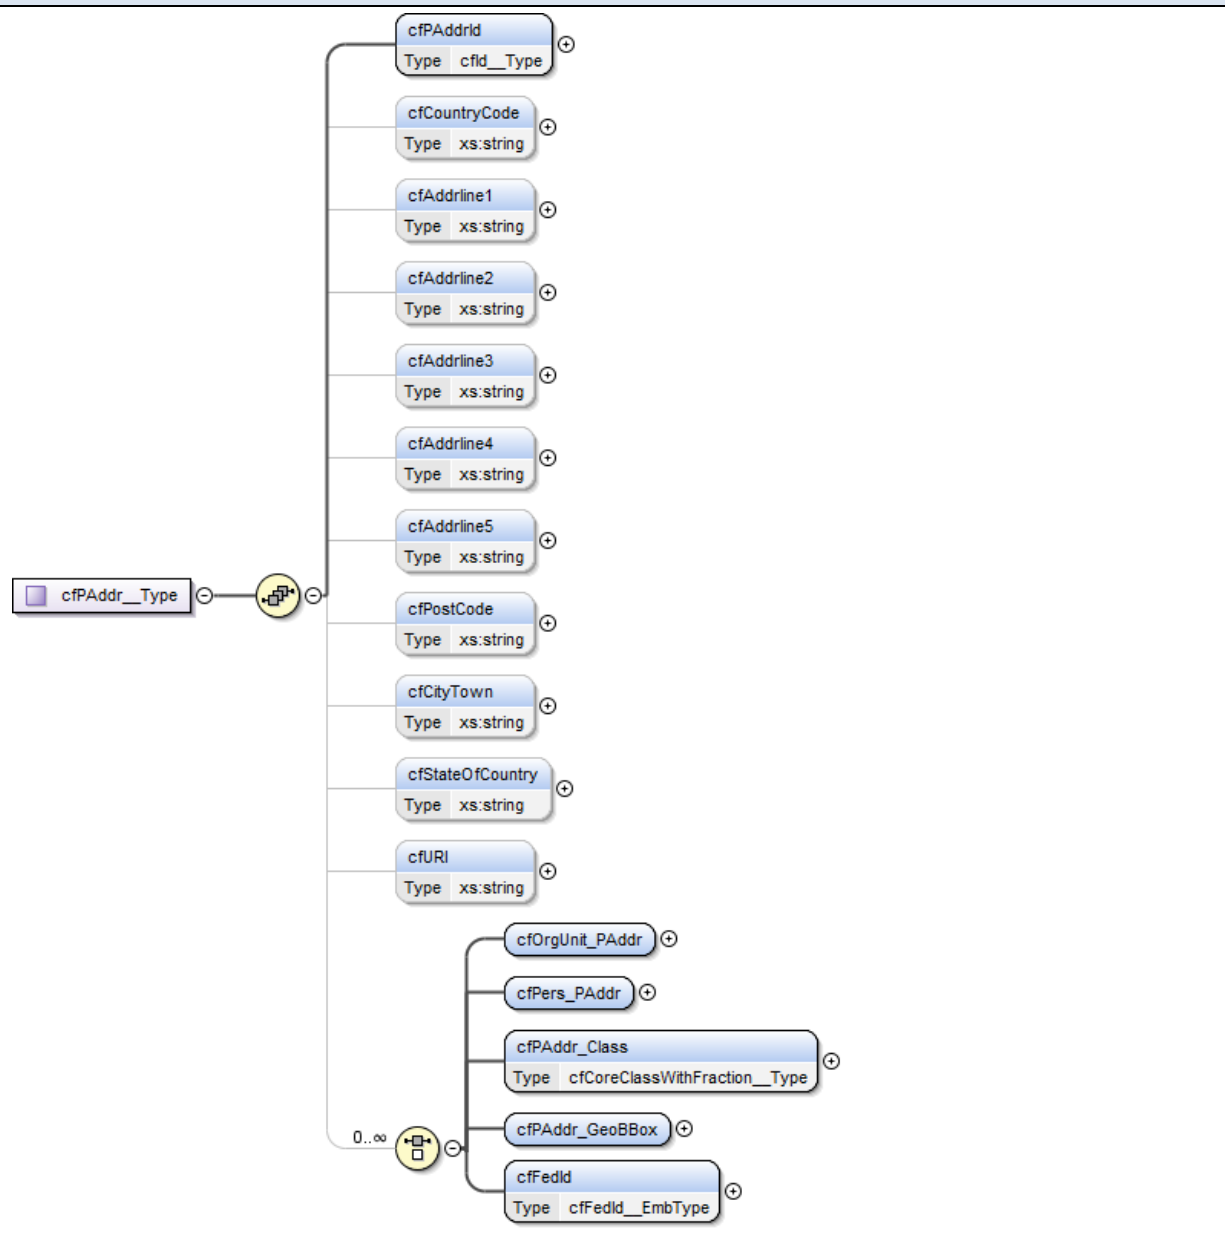 cfPAddrId
Type cfId__Type
cfCountryCode
Type xs:string
cfAddrline1
Type xs:string
cfAddrline2
Type xs:string
cfAddrline3
Type xs:string
cfAddrline4
Type xs:string
cfAddrline5
Type xs:string
cfPAddr__Type
cfPostCode
Type xs:string
cfCityTown
Type xs:string
cfStateOfCountry
Type xs:string
cfURI
Type xs:string
cfOrgUnit_PAddr
cfPers_PAddr
cfPAddr_Class
Type cfCoreClassWithFraction__Type
cfPAddr_GeoBBox
0..∞
cfFedId
Type cfFedId__EmbType